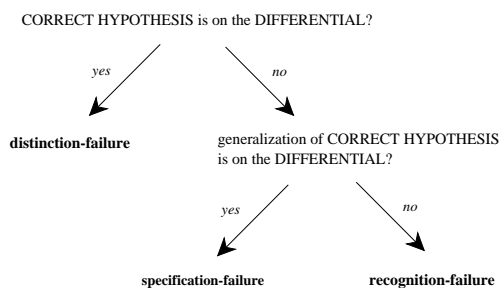 CORRECT HYPOTHESIS is on the DIFFERENTIAL?
yes
no
distinction-failure
generalization of CORRECT HYPOTHESIS
is on the DIFFERENTIAL?
yes
no
specification-failure
recognition-failure